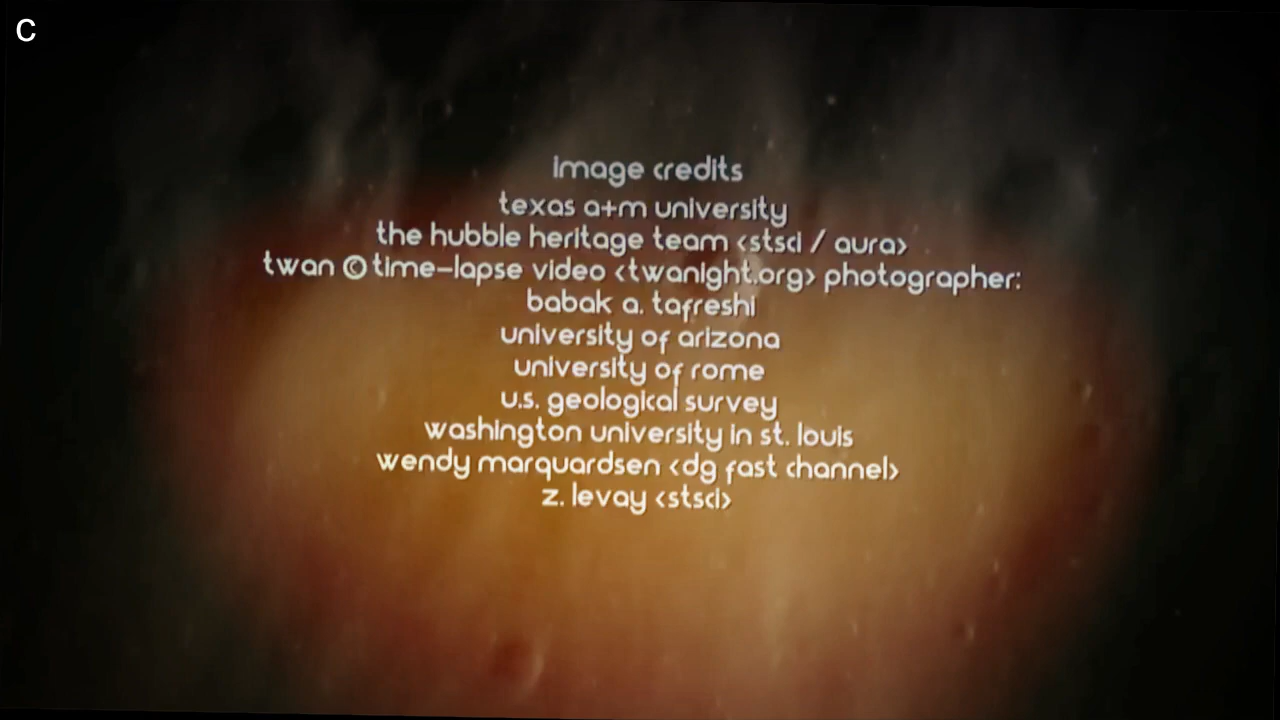 C
image credits
texas a+m university
the hubble heritage team <stsci / aura>
twan © time-lapse video <twanight.org> photographer:
babak a. tafreshi
university of arizona
university of rome
u.s. geological survey
washington university in st. louis
wendy marquardsen <dg fast channel>
z. levay <stsci>